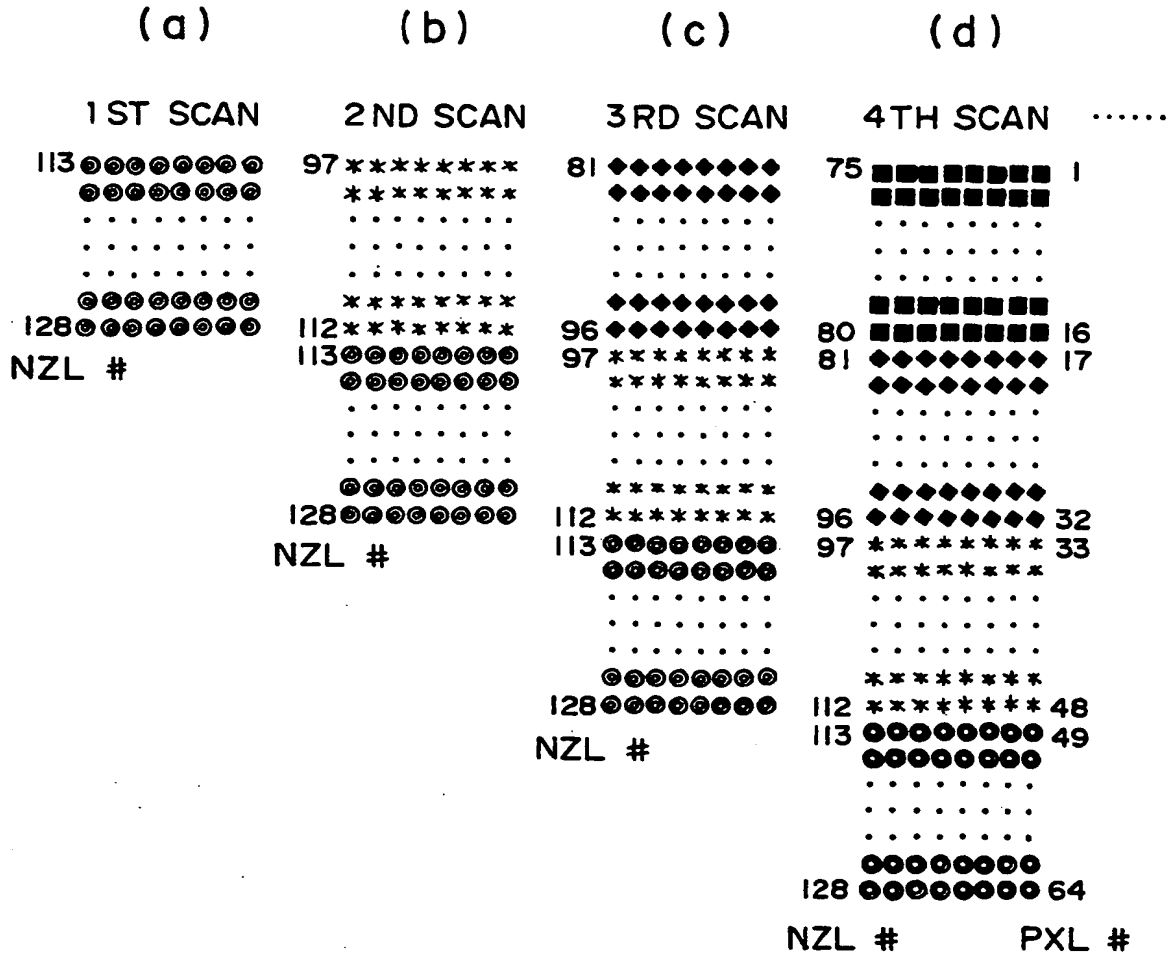 (a) (b) (c) (d)
1ST SCAN 2ND SCAN 3RD SCAN 4TH SCAN ......
113 97 81 75 1
128 112 96 80 16
NZL # 113 97 81 17
128 112 96 32
NZL # 113 97 33
128 112 48
NZL # 113 49
128 64
NZL # PXL #